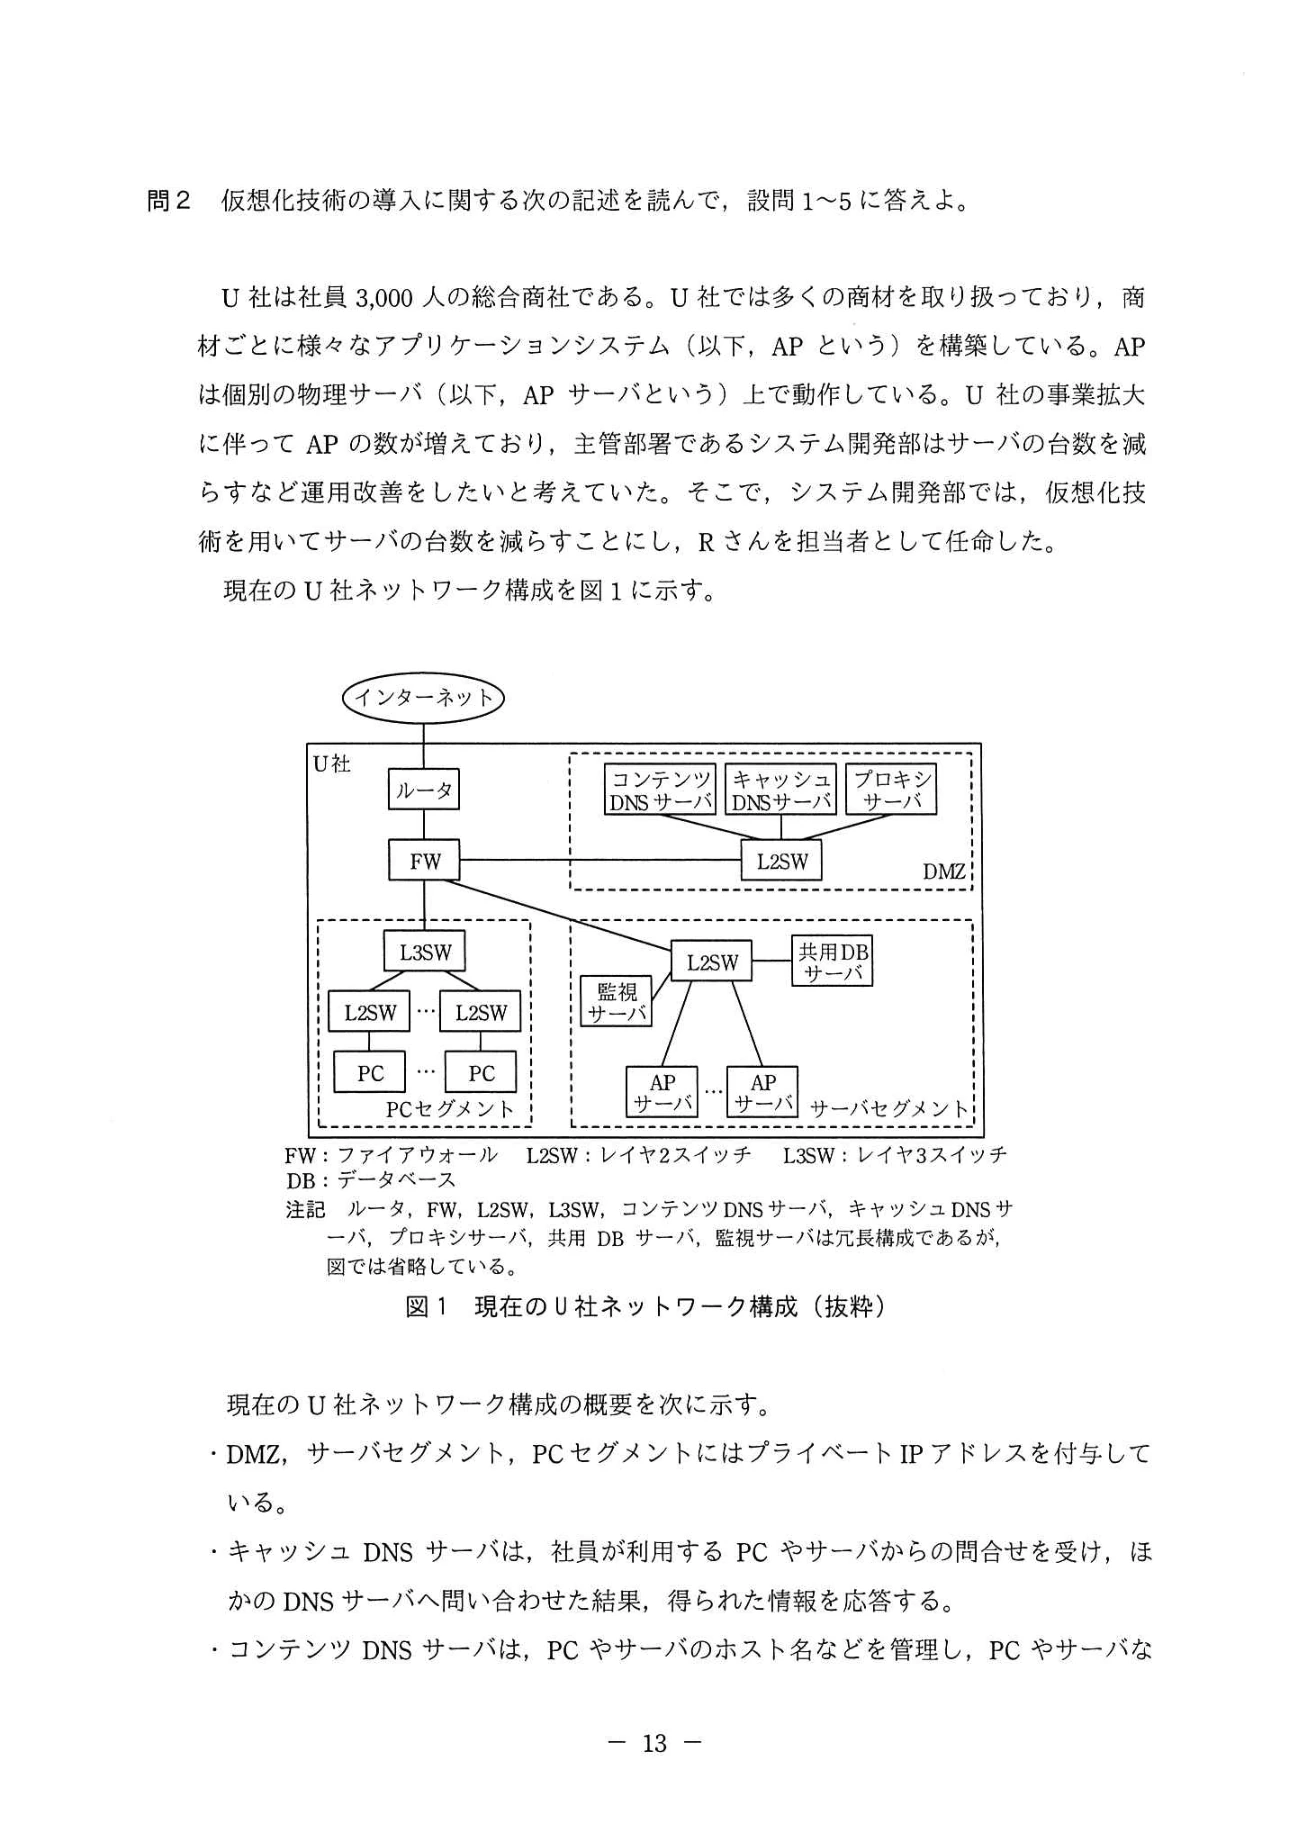 問2 仮想化技術の導入に関する次の記述を読んで，設問1～5に答えよ。
U社は社員3,000人の総合商社である。U社では多くの商材を取り扱っており，商
材ごとに様々なアプリケーションシステム（以下，APという）を構築している。AP
は個別の物理サーバ（以下，APサーバという）上で動作している。U社の事業拡大
に伴ってAPの数が増えており，主管部署であるシステム開発部はサーバの台数を減
らすなど運用改善をしたいと考えていた。そこで，システム開発部では，仮想化技
術を用いてサーバの台数を減らすことにし，Rさんを担当者として任命した。
現在のU社ネットワーク構成を図1に示す。
インターネット
U社
ルータ
コンテンツ
DNSサーバ
キャッシュ
DNSサーバ
プロキシ
サーバ
FW
L2SW
DMZ
L3SW
L2SW
共用DB
サーバ
監視
サーバ
L2SW
…
L2SW
PC
…
PC
AP
サーバ
…
AP
サーバ
PCセグメント
サーバセグメント
FW：ファイアウォール L2SW：レイヤ2スイッチ L3SW：レイヤ3スイッチ
DB：データベース
注記 ルータ，FW，L2SW，L3SW，コンテンツDNSサーバ，キャッシュDNSサ
ーバ，プロキシサーバ，共用DBサーバ，監視サーバは冗長構成であるが，
図では省略している。
図1 現在のU社ネットワーク構成（抜粋）
現在のU社ネットワーク構成の概要を次に示す。
・DMZ，サーバセグメント，PCセグメントにはプライベートIPアドレスを付与して
いる。
・キャッシュDNSサーバは，社員が利用するPCやサーバからの問合せを受け，ほ
かのDNSサーバへ問い合わせた結果，得られた情報を応答する。
・コンテンツDNSサーバは，PCやサーバのホスト名などを管理し，PCやサーバな
－ 13 －